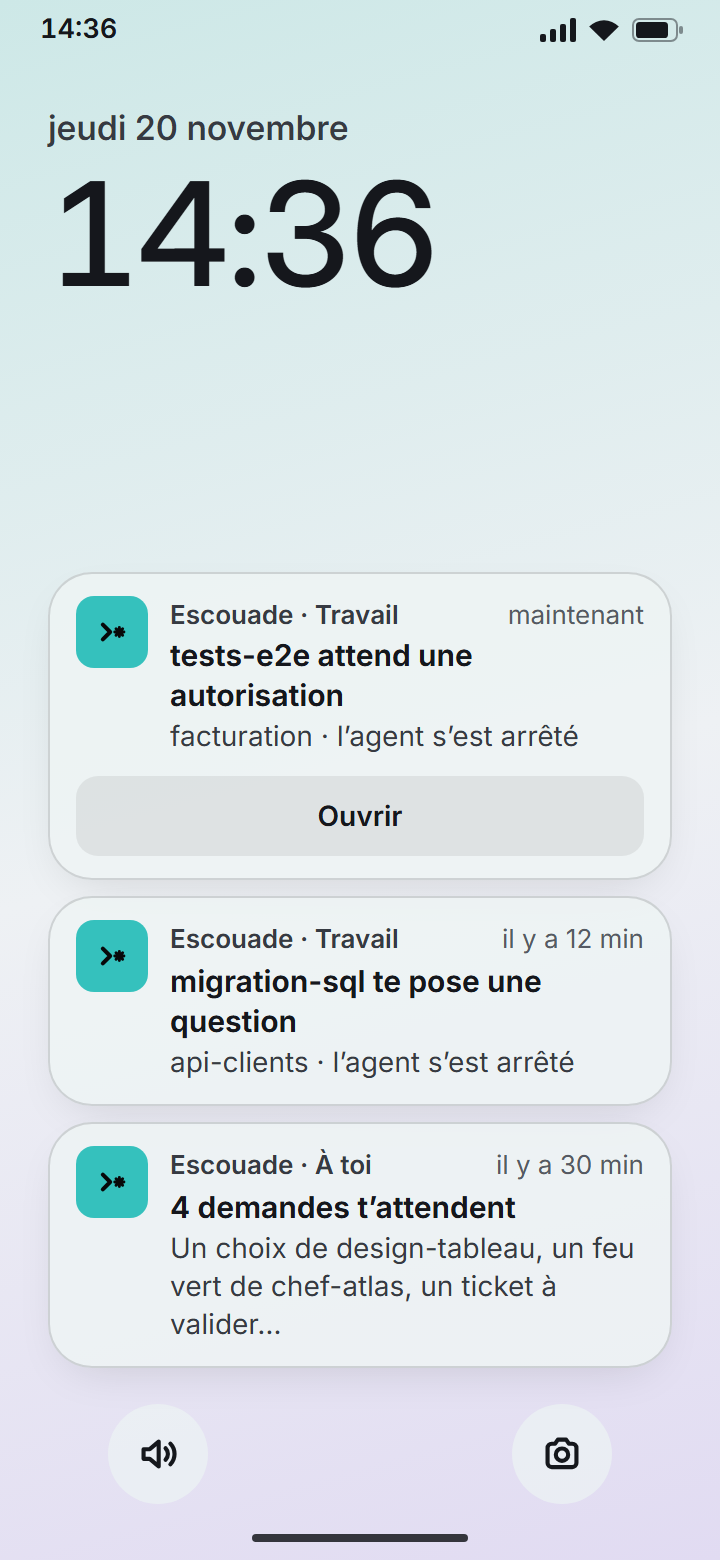 14:36
jeudi 20 novembre
14:36
Escouade · Travail
maintenant
tests-e2e attend une
autorisation
facturation · l’agent s’est arrêté
Ouvrir
Escouade · Travail
il y a 12 min
migration-sql te pose une
question
api-clients · l’agent s’est arrêté
Escouade · À toi
il y a 30 min
4 demandes t’attendent
Un choix de design-tableau, un feu
vert de chef-atlas, un ticket à
valider…